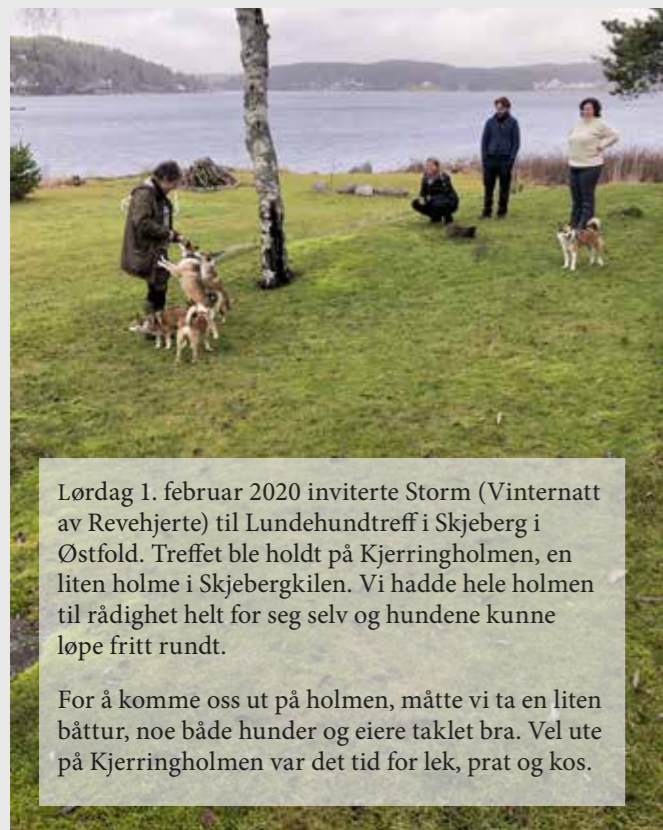 Lørdag 1. februar 2020 inviterte Storm (Vinternatt
av Revehjerte) til Lundehundtreff i Skjeberg i
Østfold. Treffet ble holdt på Kjerringholmen, en
liten holme i Skjebergkilen. Vi hadde hele holmen
til rådighet helt for seg selv og hundene kunne
løpe fritt rundt.
For å komme oss ut på holmen, måtte vi ta en liten
båttur, noe både hunder og eiere taklet bra. Vel ute
på Kjerringholmen var det tid for lek, prat og kos.